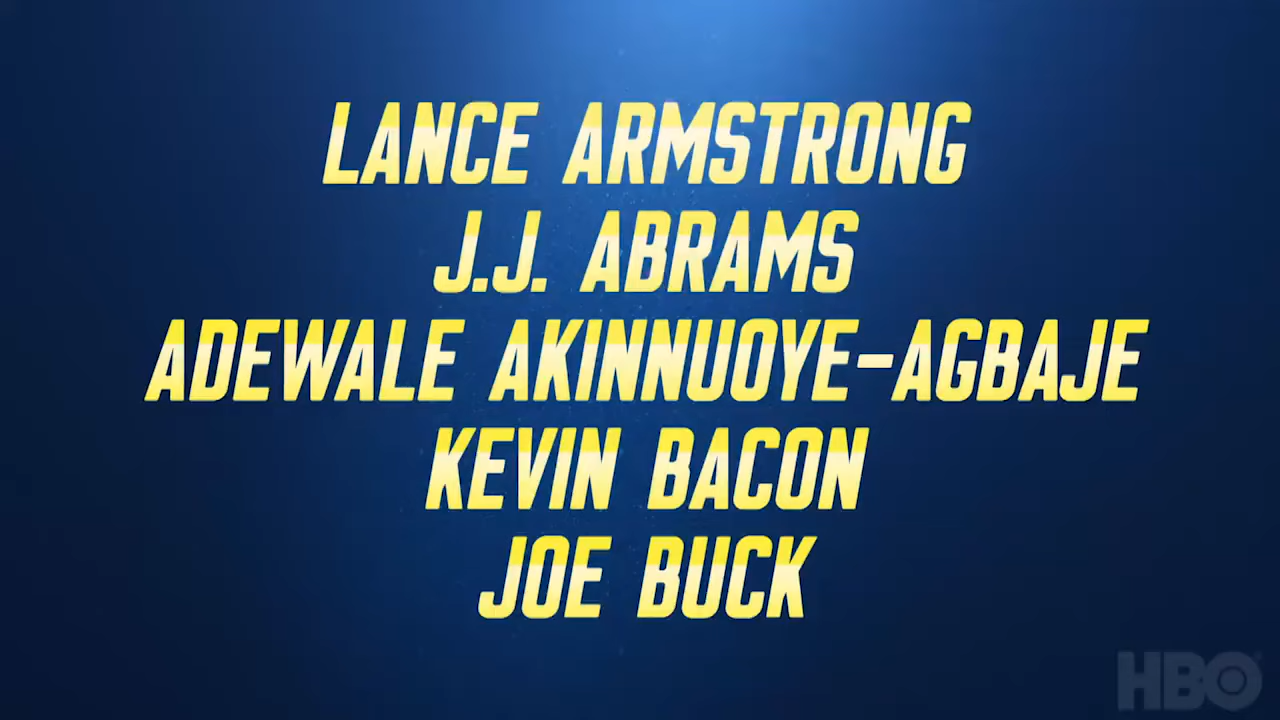 LANCE ARMSTRONG
J.J. ABRAMS
ADEWALE AKINNUOYE-AGBAJE
KEVIN BACON
JOE BUCK
HBO